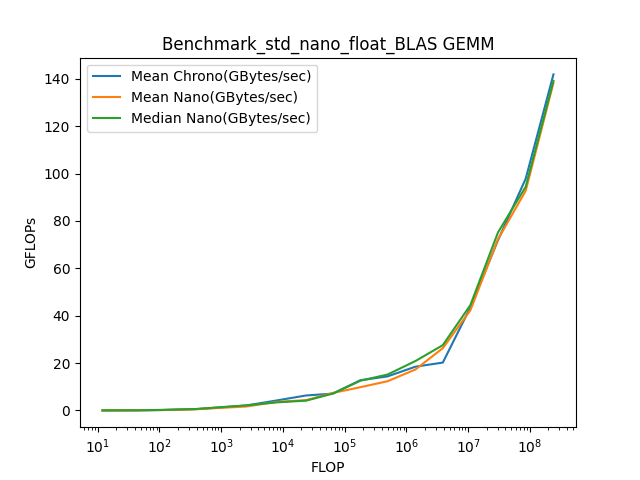 Benchmark_std_nano_float_BLAS GEMM
Mean Chrono(GBytes/sec)
Mean Nano(GBytes/sec)
Median Nano(GBytes/sec)
GFLOPs
140
120
100
80
60
40
20
0
10¹ 10² 10³ 10⁴ 10⁵ 10⁶ 10⁷ 10⁸
FLOP